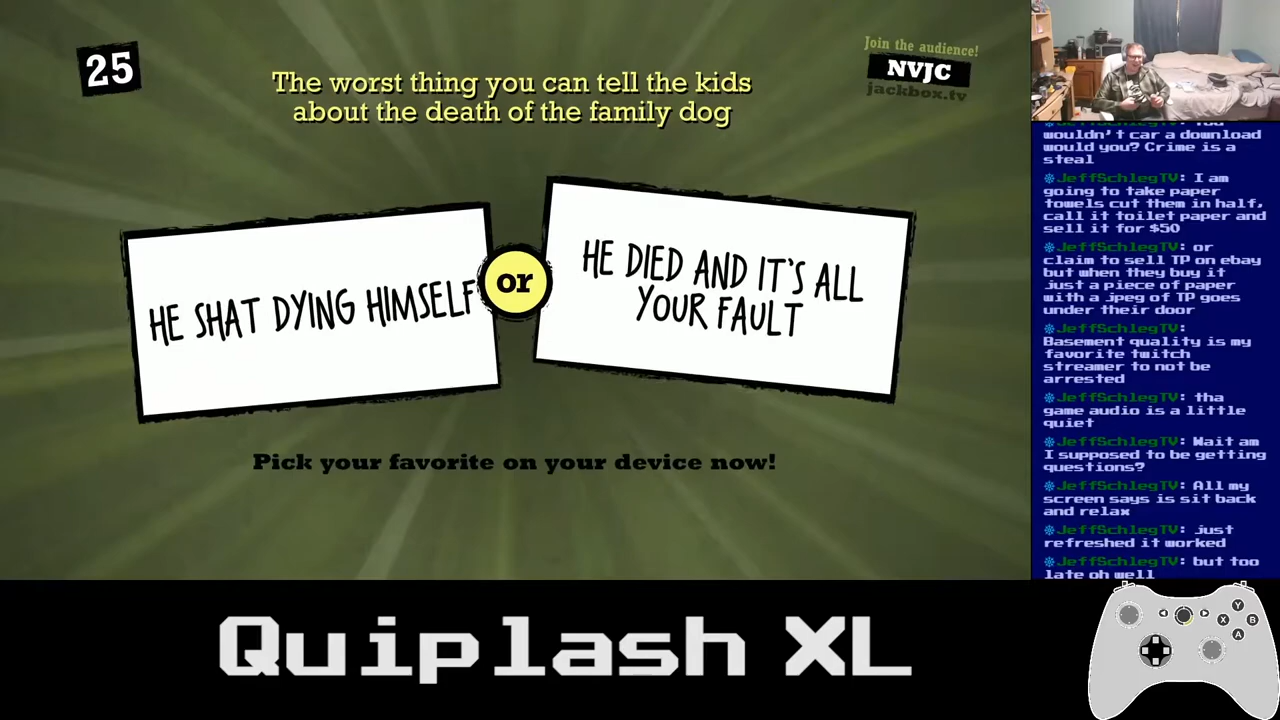 25
The worst thing you can tell the kids
about the death of the family dog
Join the audience!
NVJC
jackbox.tv
HE SHAT DYING HIMSELF
or
HE DIED AND IT'S ALL
YOUR FAULT
Pick your favorite on your device now!
Quiplash XL
JeffSchlegTV: You
wouldn't car a download
would you? Crime is a
steal
JeffSchlegTV: I am
going to take paper
towels cut them in half,
call it toilet paper and
sell it for $50
JeffSchlegTV: or
claim to sell TP on ebay
but when they buy it
just a piece of paper
with a jpeg of TP goes
under their door
JeffSchlegTV:
Basement quality is my
favorite twitch
streamer to not be
arrested
JeffSchlegTV: tha
game audio is a little
quiet
JeffSchlegTV: Wait am
I supposed to be getting
questions?
JeffSchlegTV: All my
screen says is sit back
and relax
JeffSchlegTV: just
refreshed it worked
JeffSchlegTV: but too
late oh well
Y
X
B
A